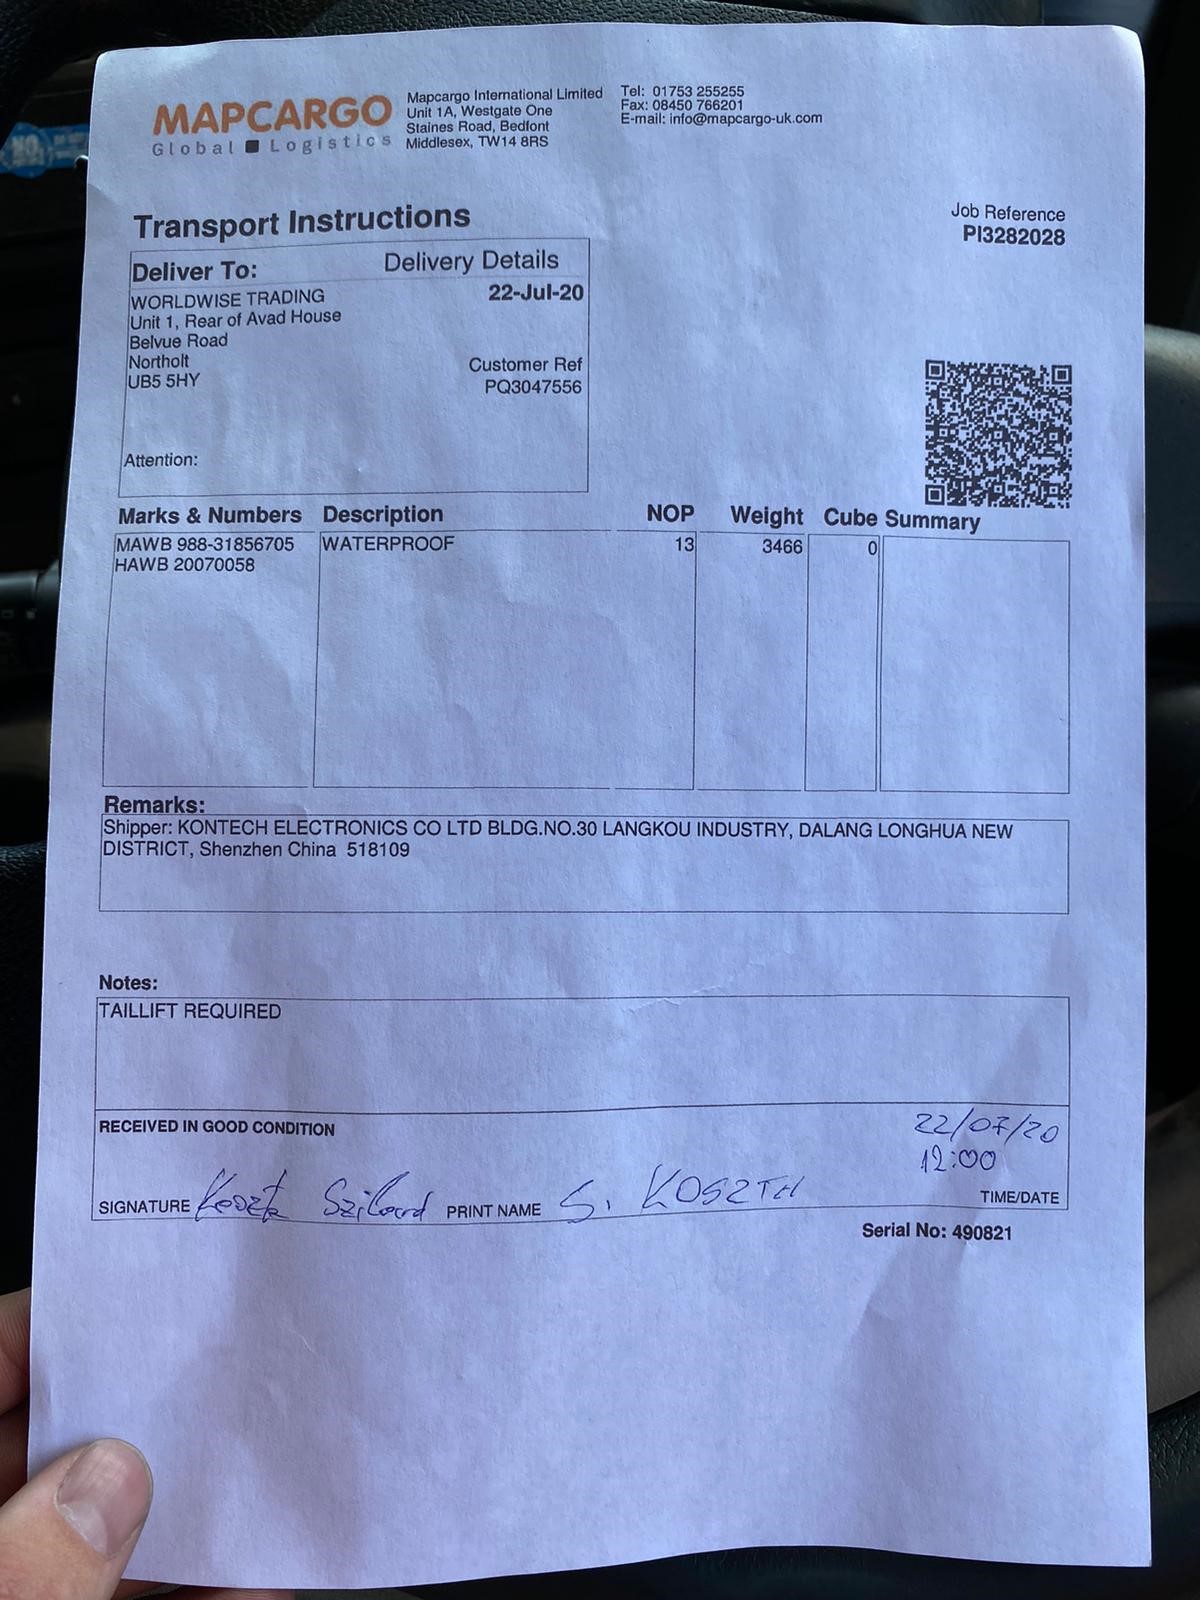 MAPCARGO
Global Logistics
Mapcargo International Limited
Unit 1A, Westgate One
Staines Road, Bedfont
Middlesex, TW14 8RS
Tel: 01753 255255
Fax: 08450 766201
E-mail: info@mapcargo-uk.com
Transport Instructions
Job Reference
PI3282028
Deliver To: Delivery Details
WORLDWISE TRADING 22-Jul-20
Unit 1, Rear of Avad House
Belvue Road
Northolt Customer Ref
UB5 5HY PQ3047556
Attention:
Marks & Numbers Description NOP Weight Cube Summary
MAWB 988-31856705 WATERPROOF 13 3466 0
HAWB 20070058
Remarks:
Shipper: KONTECH ELECTRONICS CO LTD BLDG.NO.30 LANGKOU INDUSTRY, DALANG LONGHUA NEW
DISTRICT, Shenzhen China 518109
Notes:
TAILLIFT REQUIRED
RECEIVED IN GOOD CONDITION 22/07/20
12:00
SIGNATURE Szilard PRINT NAME S. KOSZTA TIME/DATE
Serial No: 490821
NO.